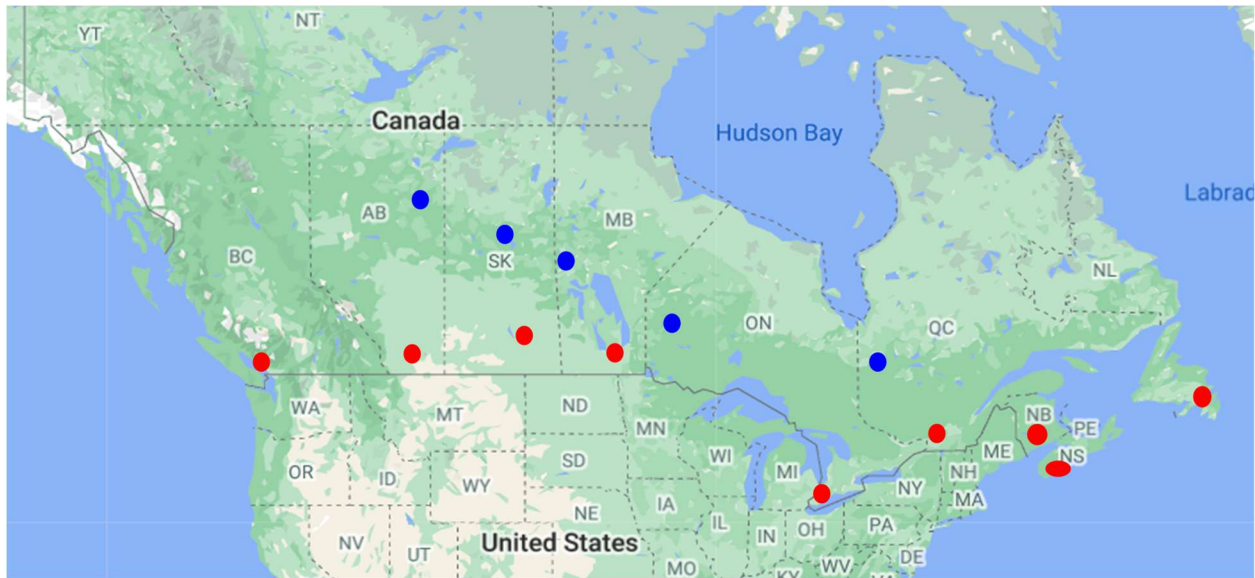 NT
YT
Canada
Hudson Bay
Labrad
AB
MB
BC
SK
NL
ON
QC
WA
MT
ND
MN
NB
PE
ME
NS
OR
ID
SD
WI
MI
NH
WY
NY
MA
IA
NE
IL
IN
OH
PA
NV
UT
United States
DE
MO
KY
WV